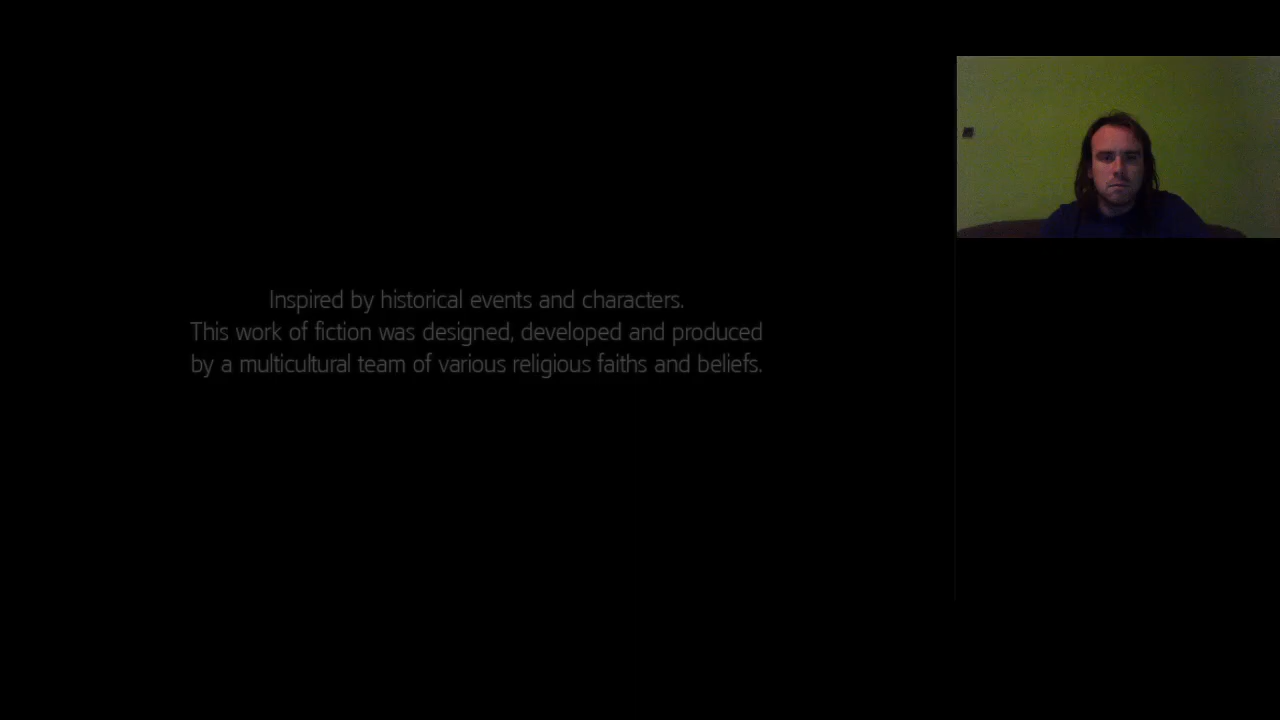 Inspired by historical events and characters.
This work of fiction was designed, developed and produced
by a multicultural team of various religious faiths and beliefs.